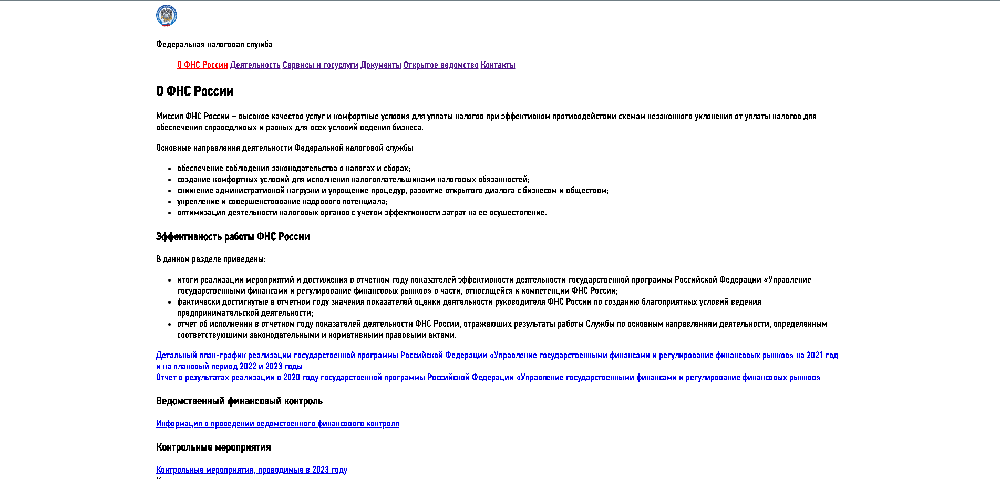 Федеральная налоговая служба
О ФНС России Деятельность Сервисы и госуслуги Документы Открытое ведомство Контакты
О ФНС России
Миссия ФНС России – высокое качество услуг и комфортные условия для уплаты налогов при эффективном противодействии схемам незаконного уклонения от уплаты налогов для
обеспечения справедливых и равных для всех условий ведения бизнеса.
Основные направления деятельности Федеральной налоговой службы
• обеспечение соблюдения законодательства о налогах и сборах;
• создание комфортных условий для исполнения налогоплательщиками налоговых обязанностей;
• снижение административной нагрузки и упрощение процедур, развитие открытого диалога с бизнесом и обществом;
• укрепление и совершенствование кадрового потенциала;
• оптимизация деятельности налоговых органов с учетом эффективности затрат на ее осуществление.
Эффективность работы ФНС России
В данном разделе приведены:
• итоги реализации мероприятий и достижения в отчетном году показателей эффективности деятельности государственной программы Российской Федерации «Управление
государственными финансами и регулирование финансовых рынков» в части, относящейся к компетенции ФНС России;
• фактически достигнутые в отчетном году значения показателей оценки деятельности руководителя ФНС России по созданию благоприятных условий ведения
предпринимательской деятельности;
• отчет об исполнении в отчетном году показателей деятельности ФНС России, отражающих результаты работы Службы по основным направлениям деятельности, определенным
соответствующими законодательными и нормативными правовыми актами.
Детальный план-график реализации государственной программы Российской Федерации «Управление государственными финансами и регулирование финансовых рынков» на 2021 год
и на плановый период 2022 и 2023 годы
Отчет о результатах реализации в 2020 году государственной программы Российской Федерации «Управление государственными финансами и регулирование финансовых рынков»
Ведомственный финансовый контроль
Информация о проведении ведомственного финансового контроля
Контрольные мероприятия
Контрольные мероприятия, проводимые в 2023 году